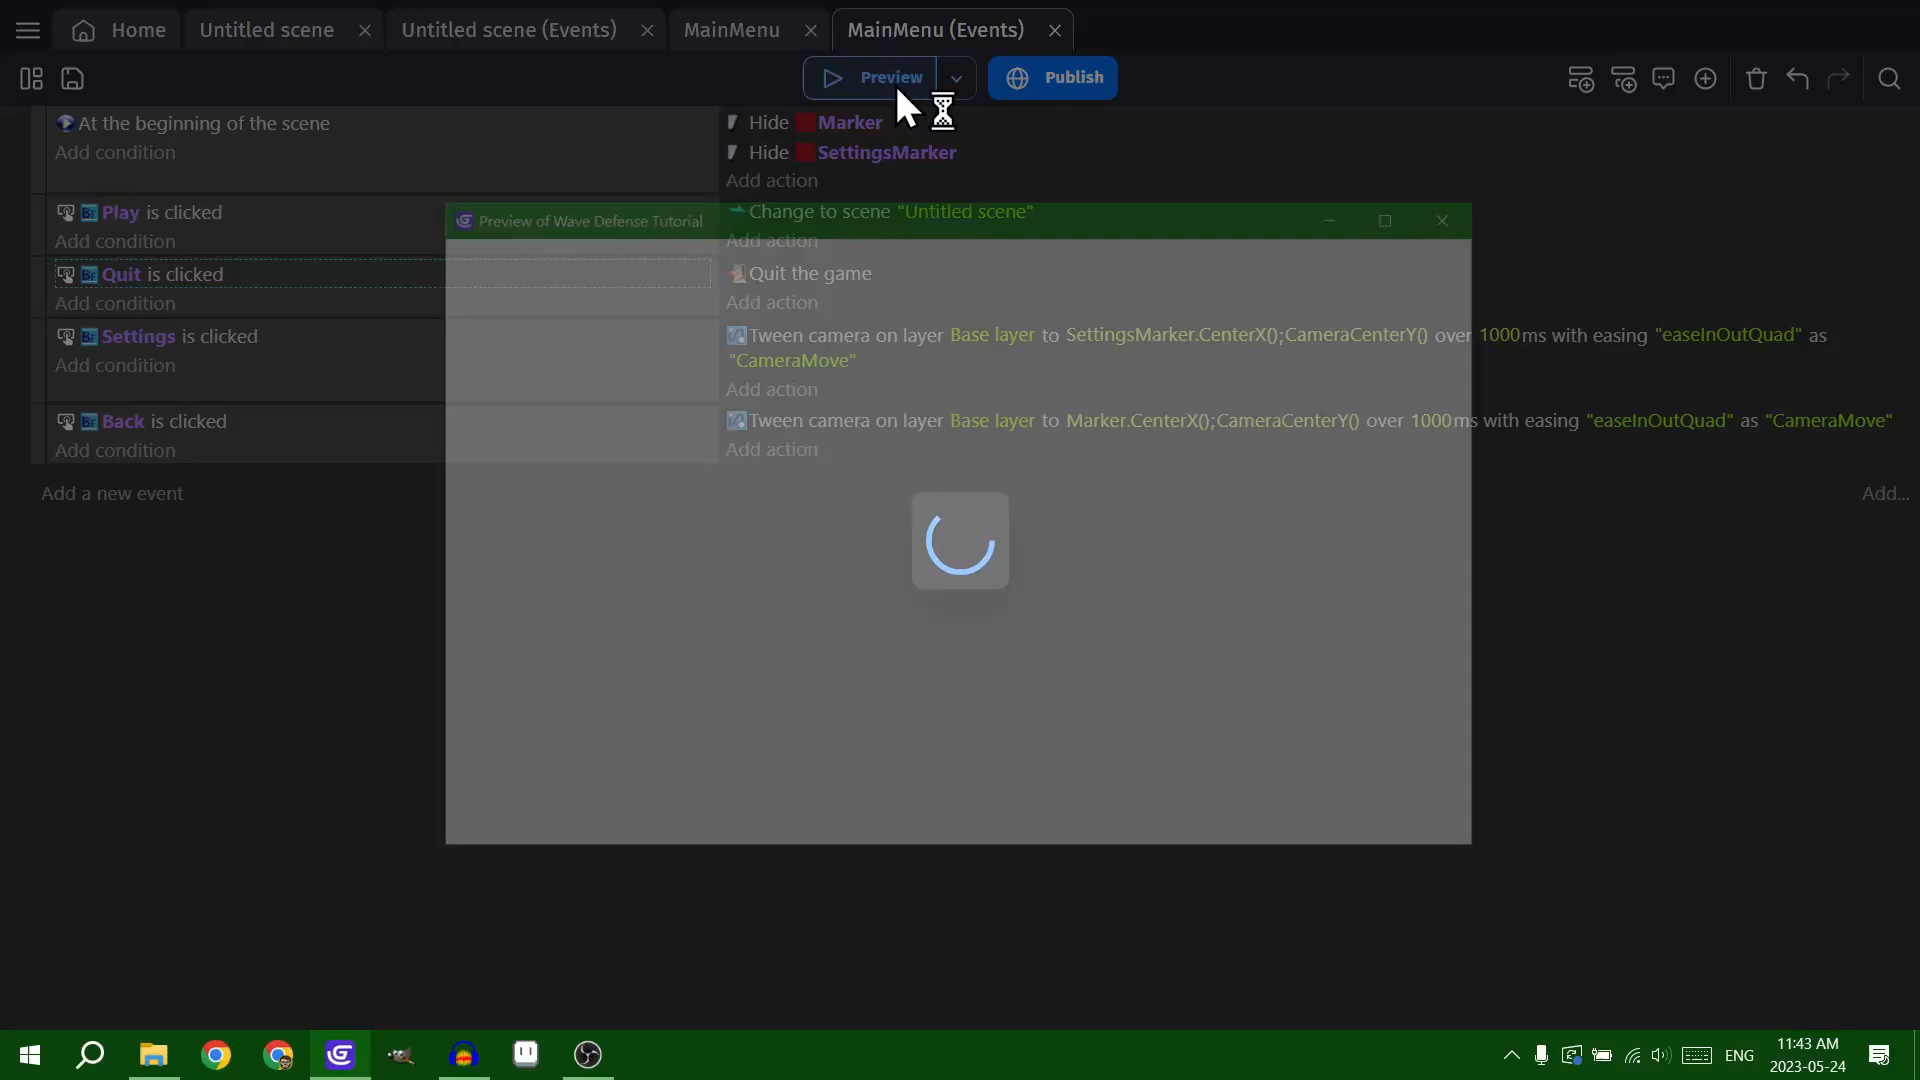 Home
Untitled scene
Untitled scene (Events)
MainMenu
MainMenu (Events)
Preview
Publish
At the beginning of the scene
Add condition
Hide Marker
Hide SettingsMarker
Add action
Play is clicked
Add condition
Change to scene "Untitled scene"
Add action
Preview of Wave Defense Tutorial
Quit is clicked
Add condition
Quit the game
Add action
Settings is clicked
Add condition
Tween camera on layer Base layer to SettingsMarker.CenterX();CameraCenterY() over 1000ms with easing "easeInOutQuad" as
"CameraMove"
Add action
Back is clicked
Add condition
Tween camera on layer Base layer to Marker.CenterX();CameraCenterY() over 1000ms with easing "easeInOutQuad" as "CameraMove"
Add action
Add a new event
Add...
ENG
11:43 AM
2023-05-24